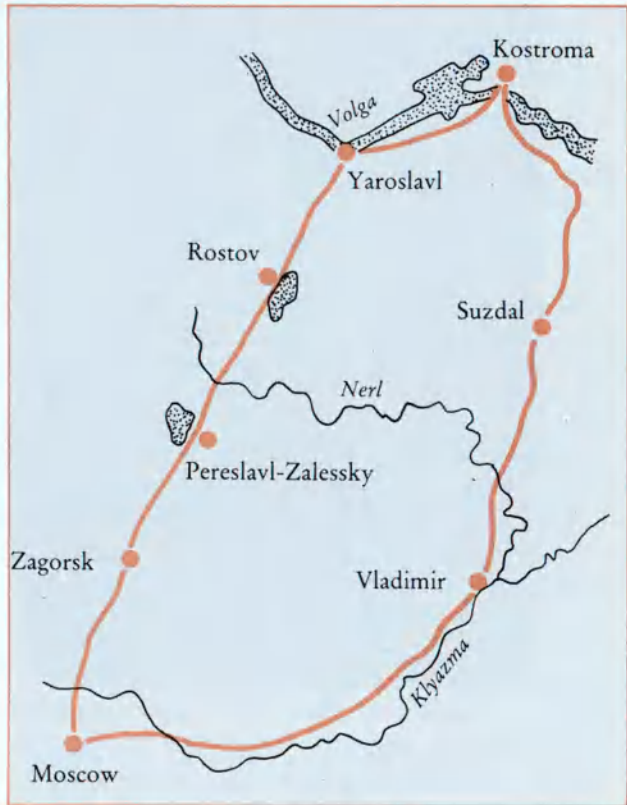 Kostroma
Volga
Yaroslavl
Rostov
Suzdal
Nerl
Pereslavl-Zalessky
Zagorsk
Vladimir
Klyazma
Moscow